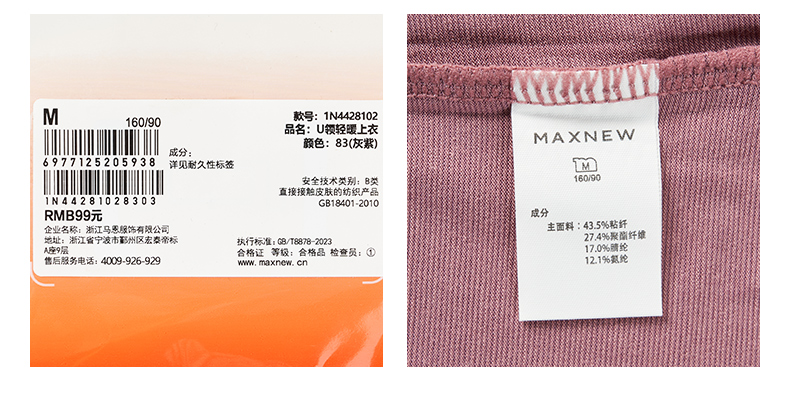 M
160/90
6977125205938
1N44281028303
RMB99元
企业名称: 浙江马恩服饰有限公司
地址: 浙江省宁波市鄞州区宏泰帝标
A座9层
售后服务电话: 4009-926-929
成分:
详见耐久性标签
款号: 1N4428102
品名: U领轻暖上衣
颜色: 83(灰紫)
安全技术类别: B类
直接接触皮肤的纺织产品
GB18401-2010
执行标准: GB/T8878-2023
合格证 等级: 合格品 检查员: ①
www.maxnew.cn
MAXNEW
M
160/90
成分
主面料: 43.5%粘纤
27.4%聚酯纤维
17.0%腈纶
12.1%氨纶
MAXNEW